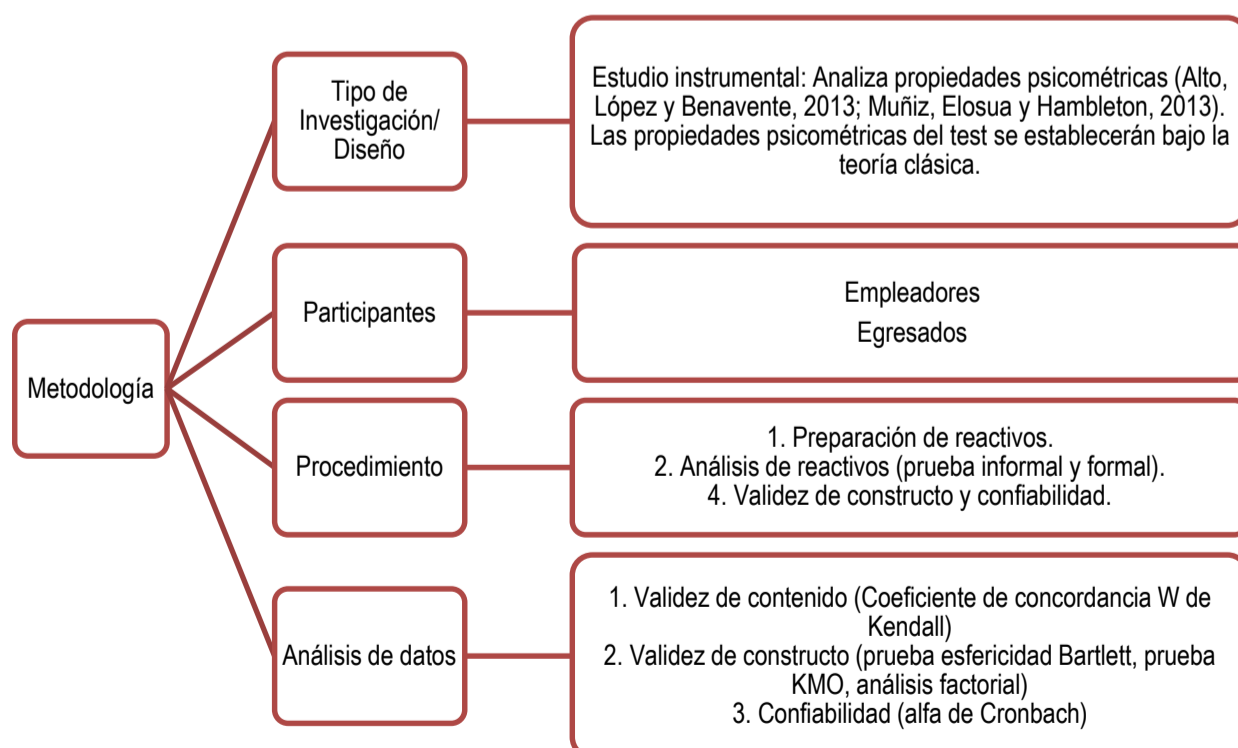 Metodología
Tipo de
Investigación/
Diseño
Estudio instrumental: Analiza propiedades psicométricas (Alto,
López y Benavente, 2013; Muñiz, Elosua y Hambleton, 2013).
Las propiedades psicométricas del test se establecerán bajo la
teoría clásica.
Participantes
Empleadores
Egresados
Procedimiento
1. Preparación de reactivos.
2. Análisis de reactivos (prueba informal y formal).
4. Validez de constructo y confiabilidad.
Análisis de datos
1. Validez de contenido (Coeficiente de concordancia W de
Kendall)
2. Validez de constructo (prueba esfericidad Bartlett, prueba
KMO, análisis factorial)
3. Confiabilidad (alfa de Cronbach)